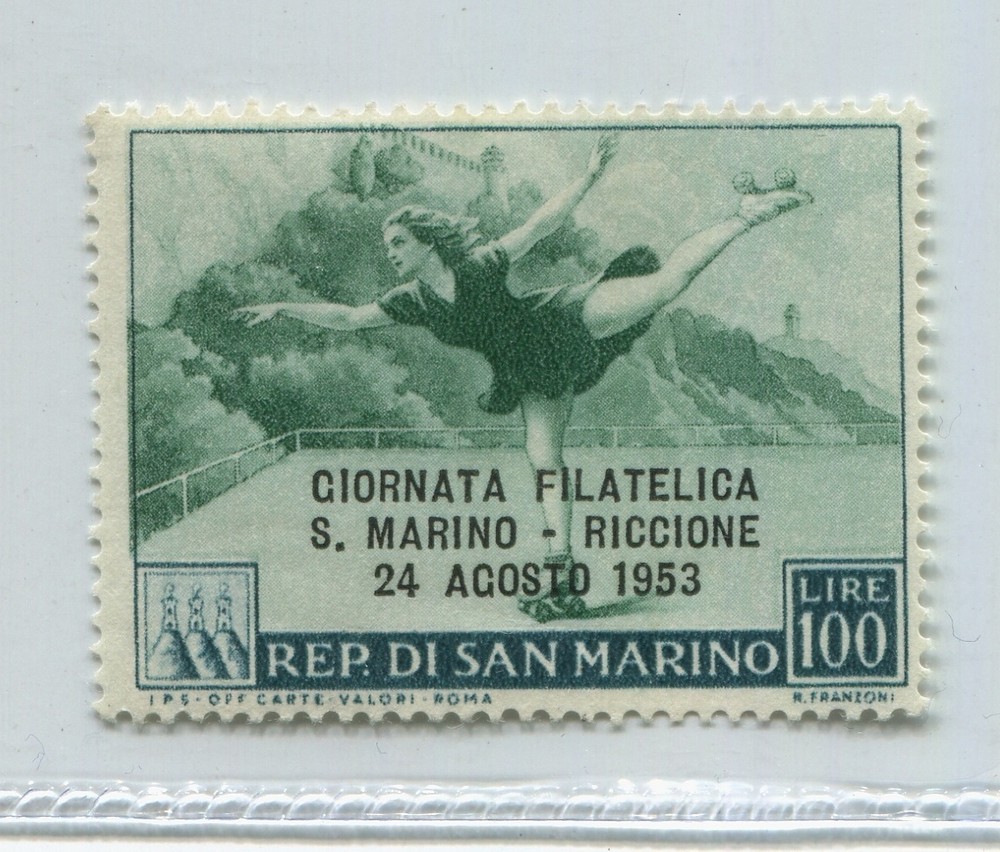 GIORNATA FILATELICA
S. MARINO - RICCIONE
24 AGOSTO 1953
LIRE
100
REP. DI SAN MARINO
I P S - OFF CARTE - VALORI - ROMA
R. FRANZONI